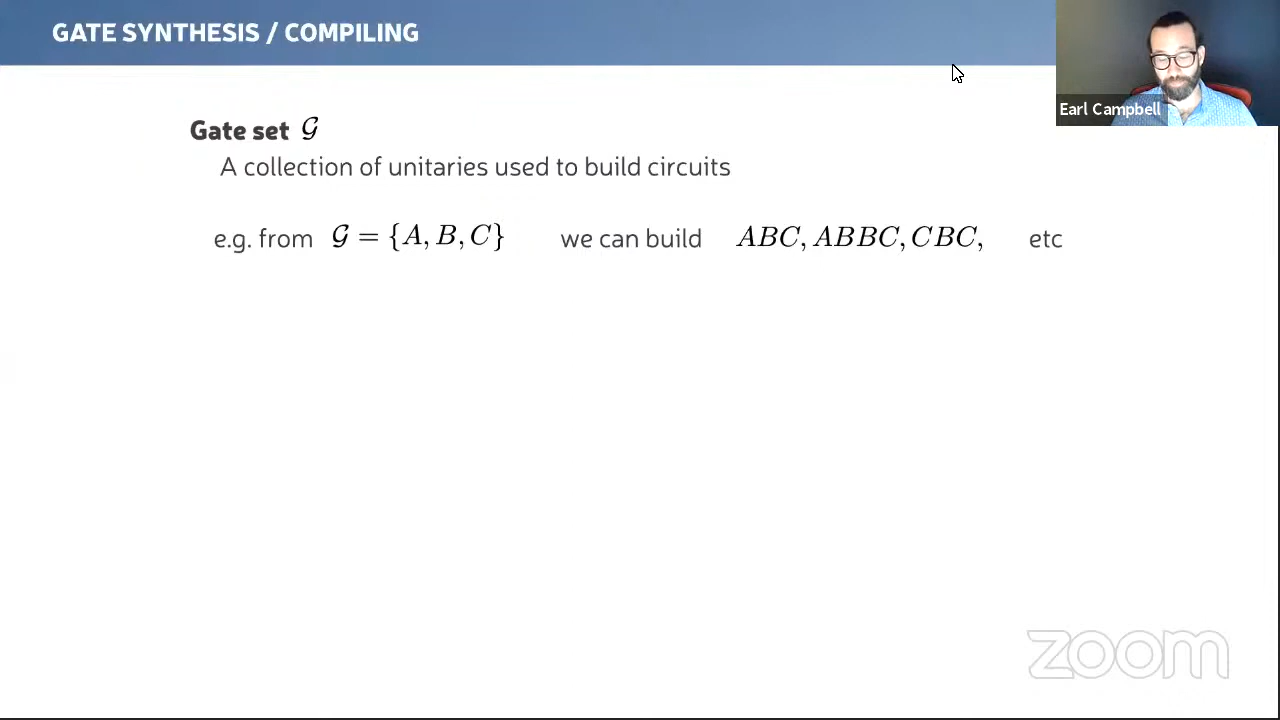 GATE SYNTHESIS / COMPILING
Earl Campbell
Gate set 𝒢
A collection of unitaries used to build circuits
e.g. from 𝒢 = {A, B, C} we can build ABC, ABBC, CBC, etc
zoom